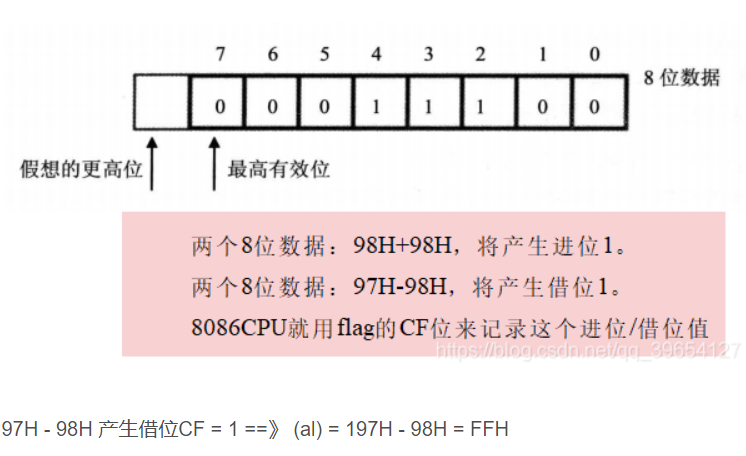 7 6 5 4 3 2 1 0
0 0 0 1 1 1 0 0
8 位数据
假想的更高位
最高有效位
两个8位数据：98H+98H，将产生进位1。
两个8位数据：97H-98H，将产生借位1。
8086CPU就用flag的CF位来记录这个进位/借位值
https://blog.csdn.net/qq_39654127
97H - 98H 产生借位CF = 1 ==》 (al) = 197H - 98H = FFH